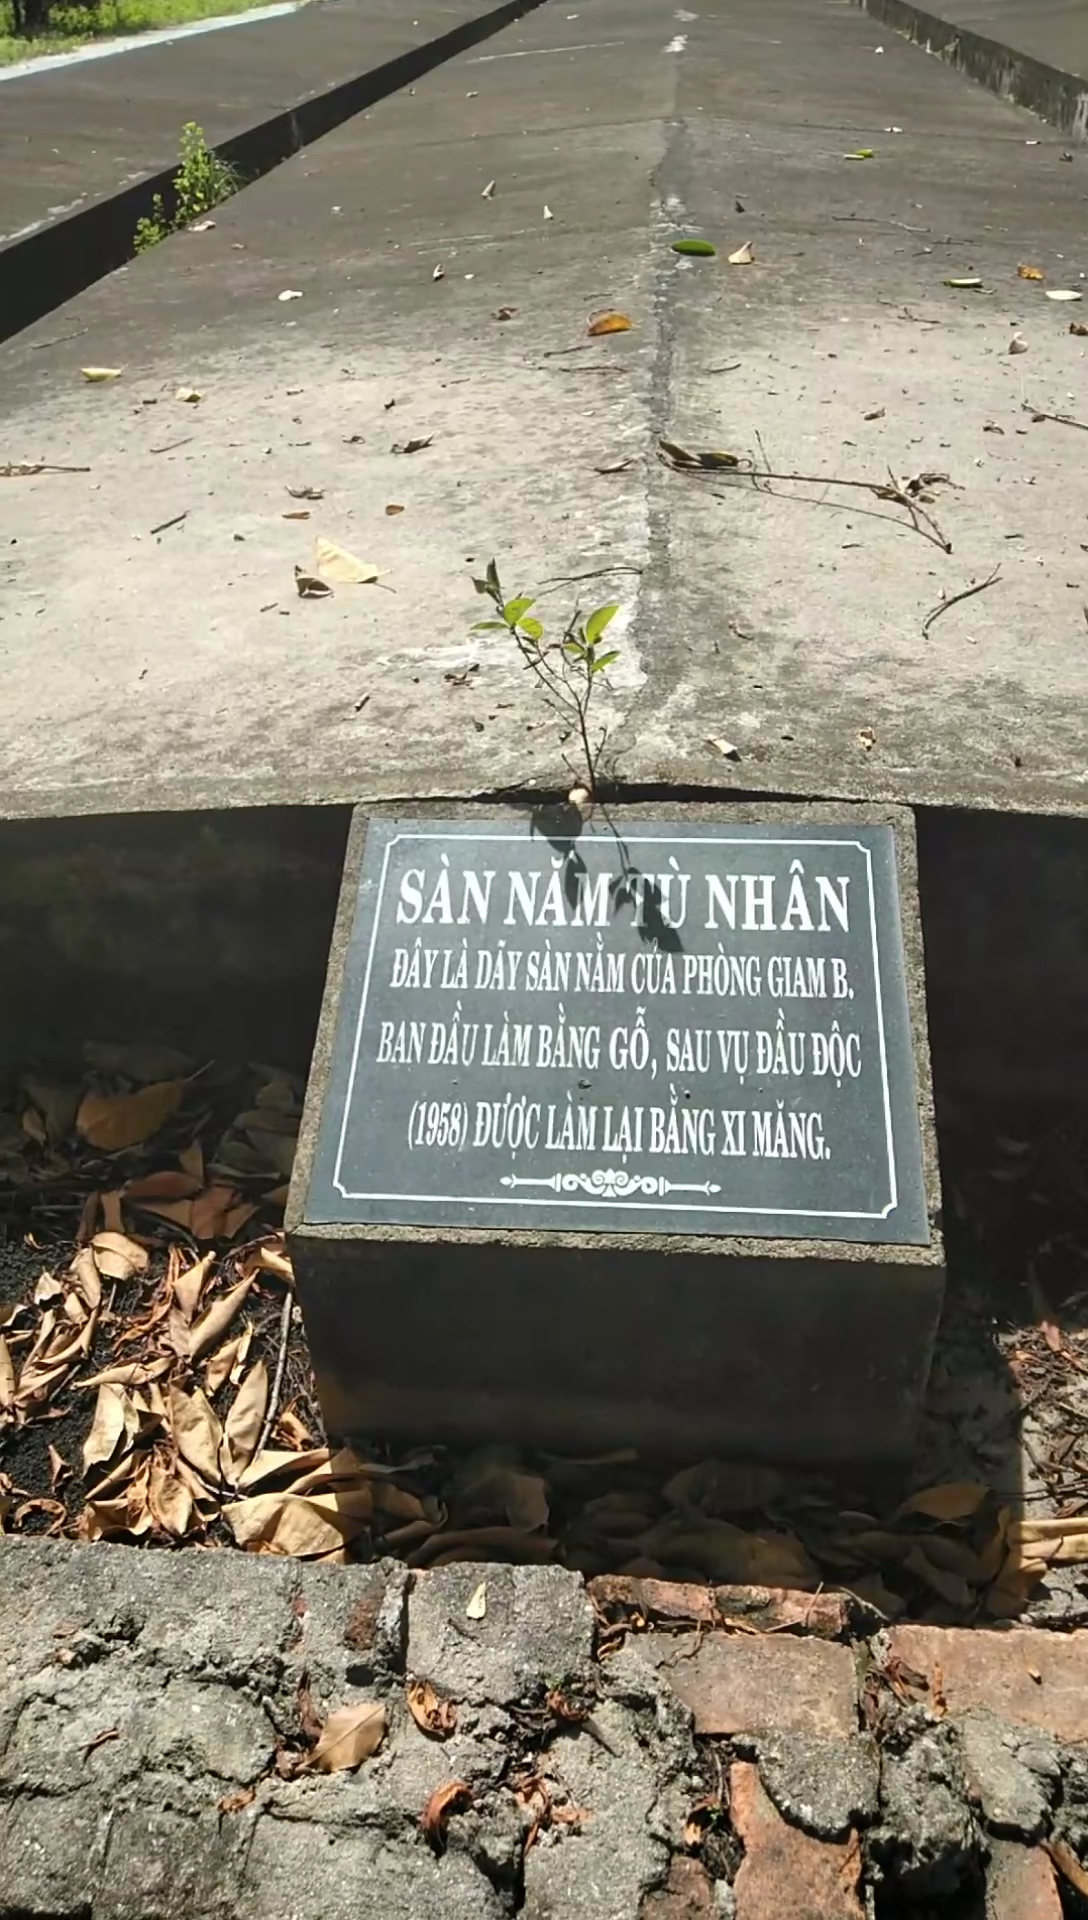 SÀN NẰM TÙ NHÂN
ĐÂY LÀ DÃY SÀN NẰM CỦA PHÒNG GIAM B.
BAN ĐẦU LÀM BẰNG GỖ, SAU VỤ ĐẦU ĐỘC
(1958) ĐƯỢC LÀM LẠI BẰNG XI MĂNG.